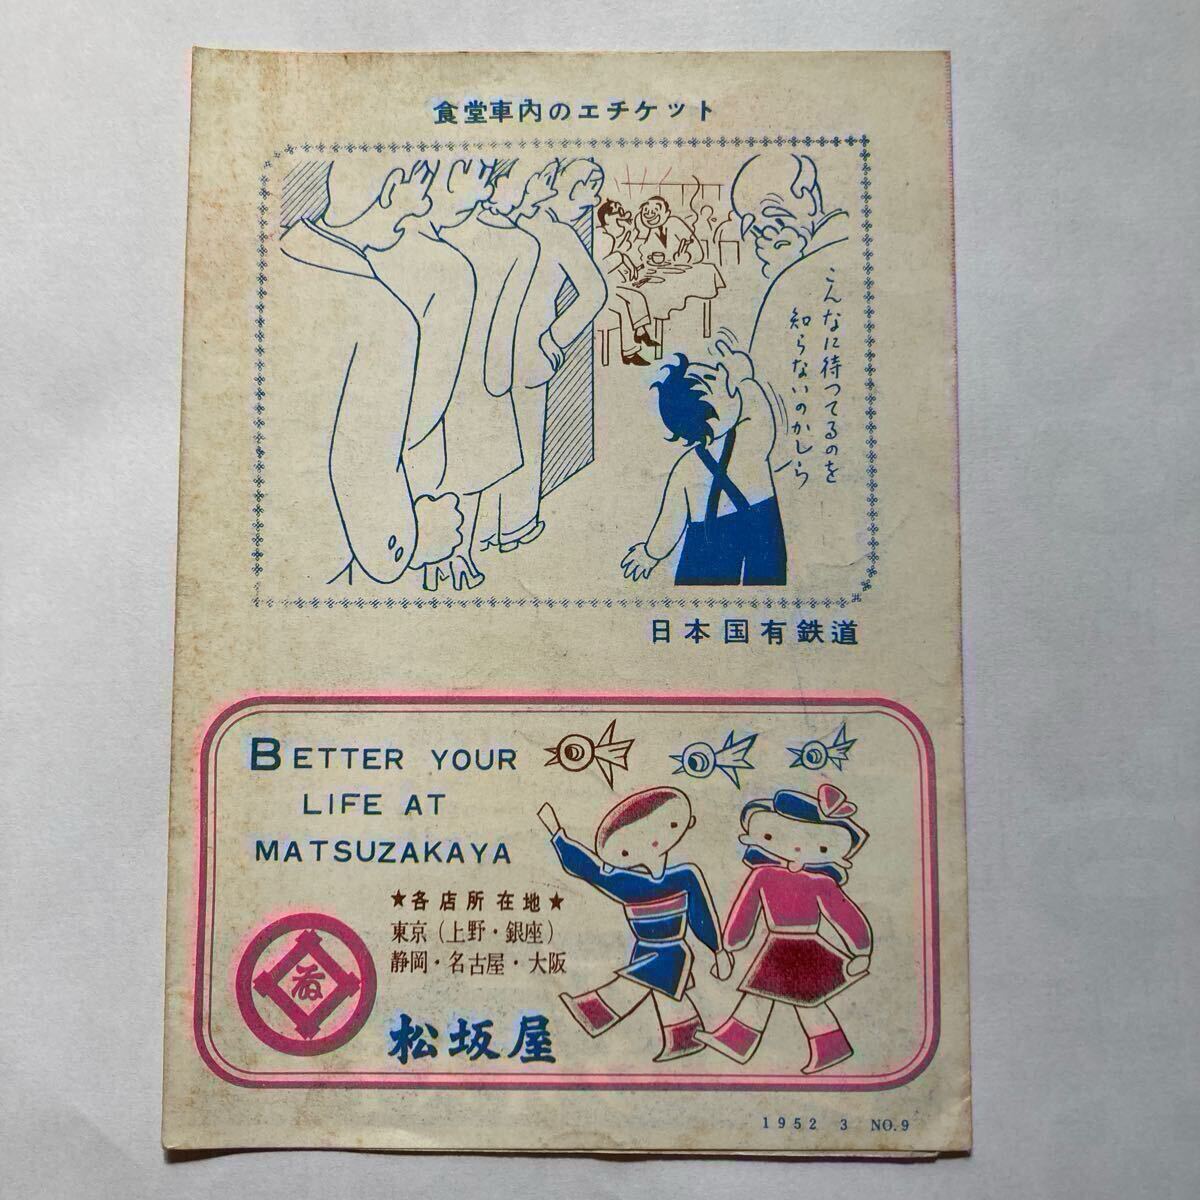 食堂車内のエチケット
こんなに待つてるのを
知らないのかしら
日本国有鉄道
BETTER YOUR
LIFE AT
MATSUZAKAYA
★各店所在地★
東京（上野・銀座）
静岡・名古屋・大阪
松坂屋
1952 3 NO.9